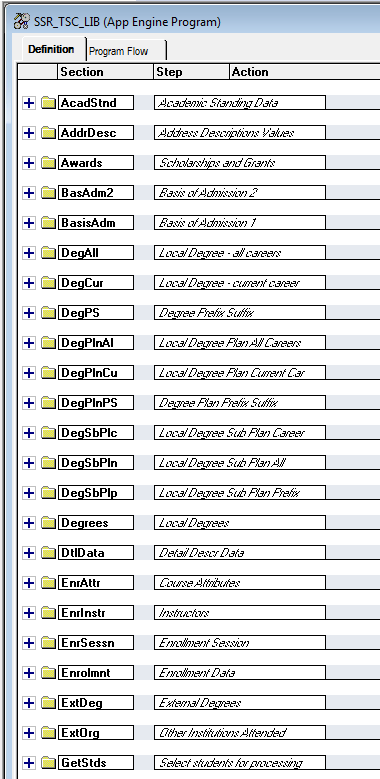 SSR_TSC_LIB (App Engine Program)
Definition Program Flow
Section Step Action
AcadStnd Academic Standing Data
AddrDesc Address Descriptions Values
Awards Scholarships and Grants
BasAdm2 Basis of Admission 2
BasisAdm Basis of Admission 1
DegAll Local Degree - all careers
DegCur Local Degree - current career
DegPS Degree Prefix Suffix
DegPlnAl Local Degree Plan All Careers
DegPlnCu Local Degree Plan Current Car
DegPlnPS Degree Plan Prefix Suffix
DegSbPlc Local Degree Sub Plan Career
DegSbPln Local Degree Sub Plan All
DegSbPlp Local Degree Sub Plan Prefix
Degrees Local Degrees
DtlData Detail Descr Data
EnrAttr Course Attributes
EnrInstr Instructors
EnrSessn Enrollment Session
Enrolmnt Enrollment Data
ExtDeg External Degrees
ExtOrg Other Institutions Attended
GetStds Select students for processing